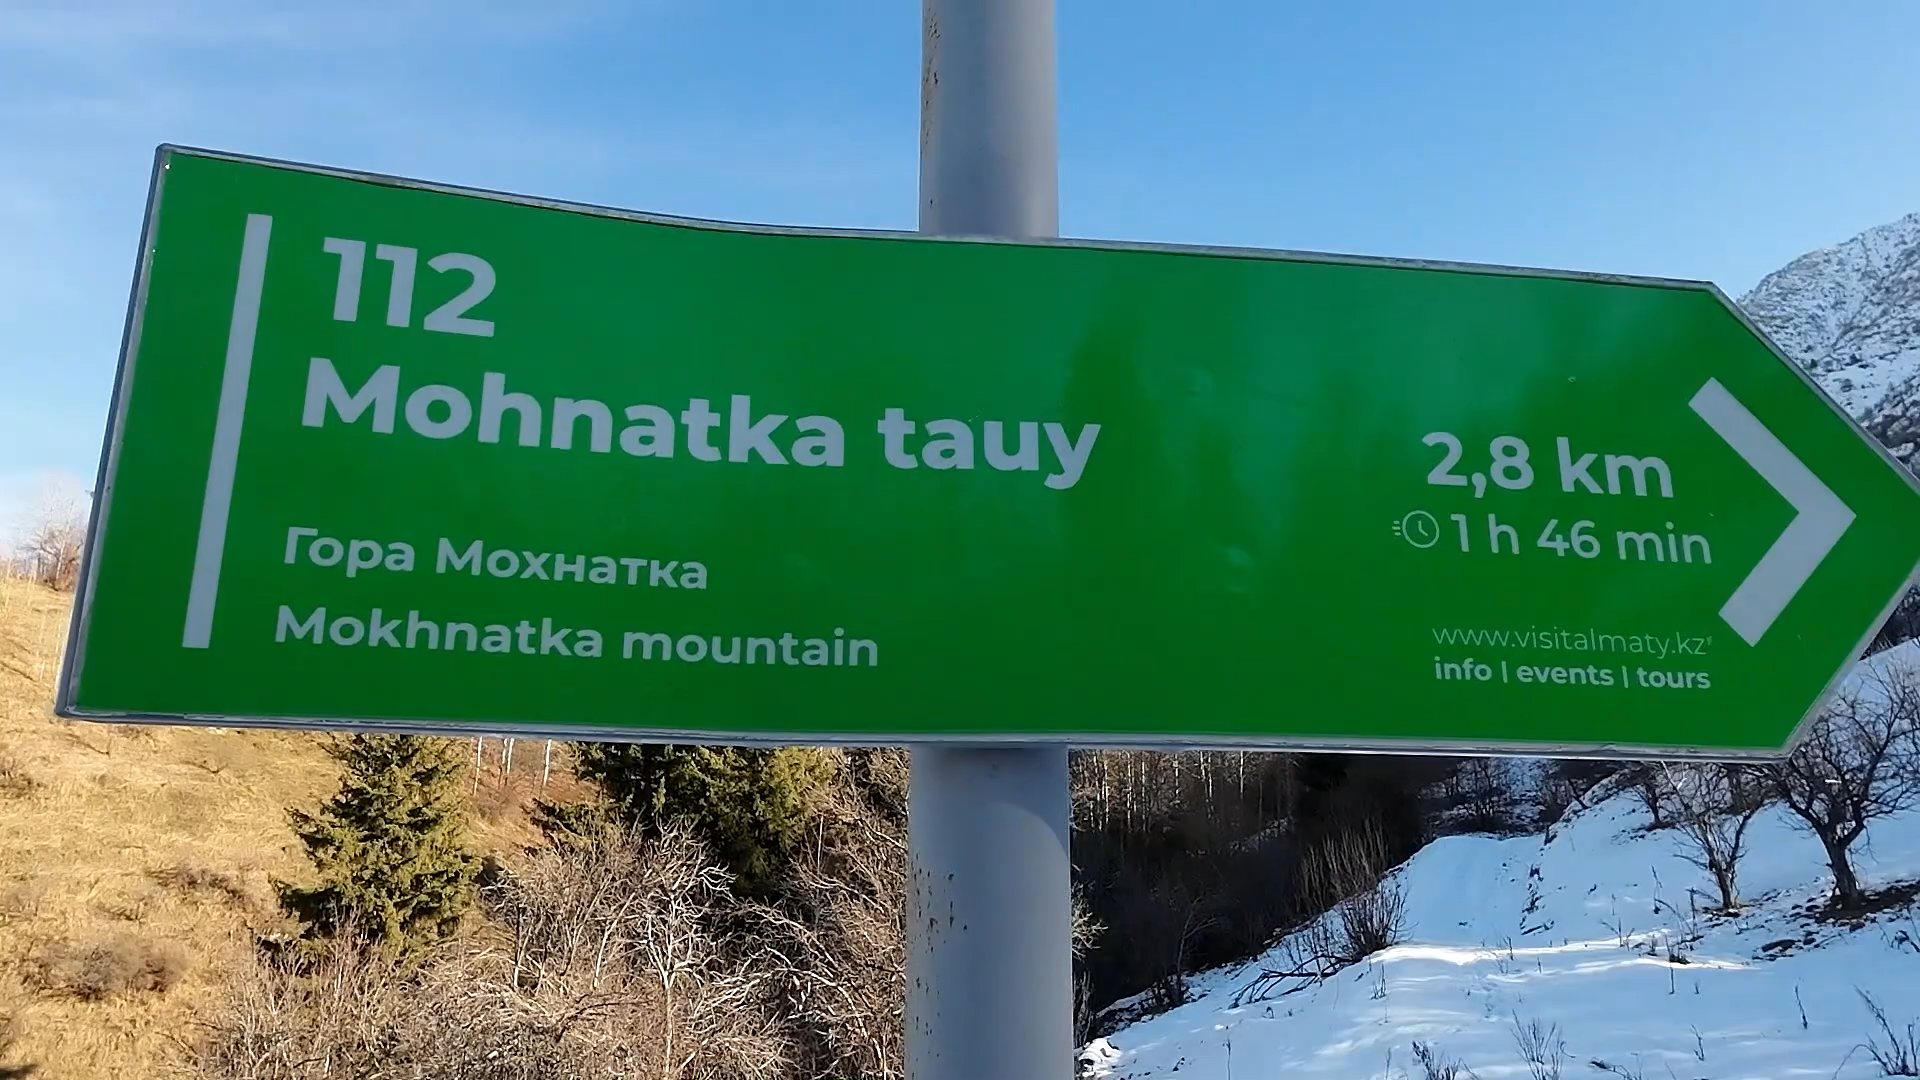 112
Mohnatka tauy
Гора Мохнатка
Mokhnatka mountain
2,8 km
1 h 46 min
www.visitalmaty.kz
info | events | tours